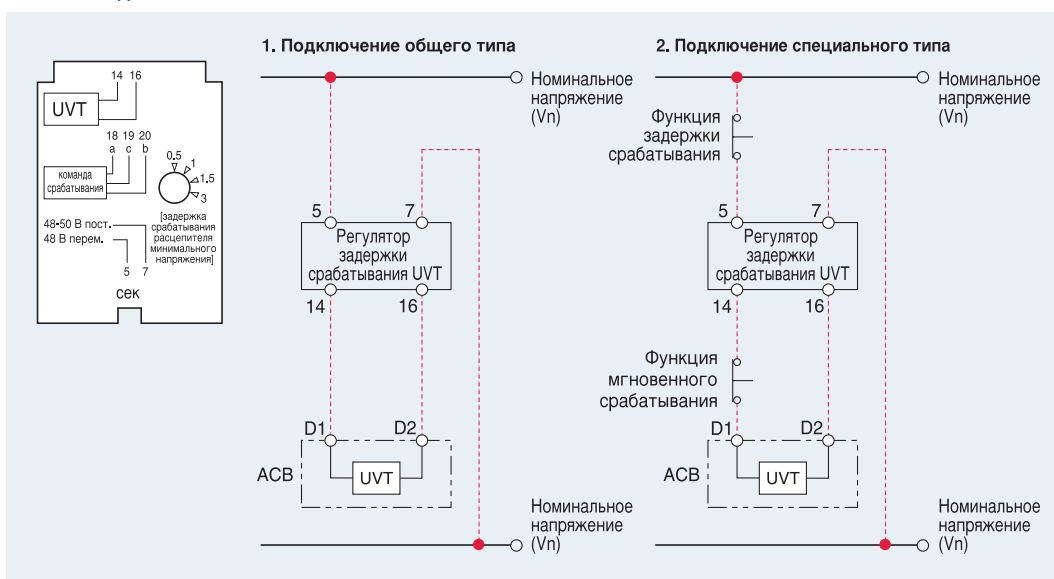 14 16
UVT
18 19 20
a c b
команда
срабатывания
0.5
1
1.5
3
48-50 В пост.
48 В перем.
[задержка
срабатывания
расцепителя
минимального
напряжения]
5 7
сек
1. Подключение общего типа
Номинальное
напряжение
(Vn)
5 7
Регулятор
задержки
срабатывания UVT
14 16
D1 D2
ACB
UVT
Номинальное
напряжение
(Vn)
2. Подключение специального типа
Номинальное
напряжение
(Vn)
Функция
задержки
срабатывания
5 7
Регулятор
задержки
срабатывания UVT
14 16
Функция
мгновенного
срабатывания
D1 D2
ACB
UVT
Номинальное
напряжение
(Vn)